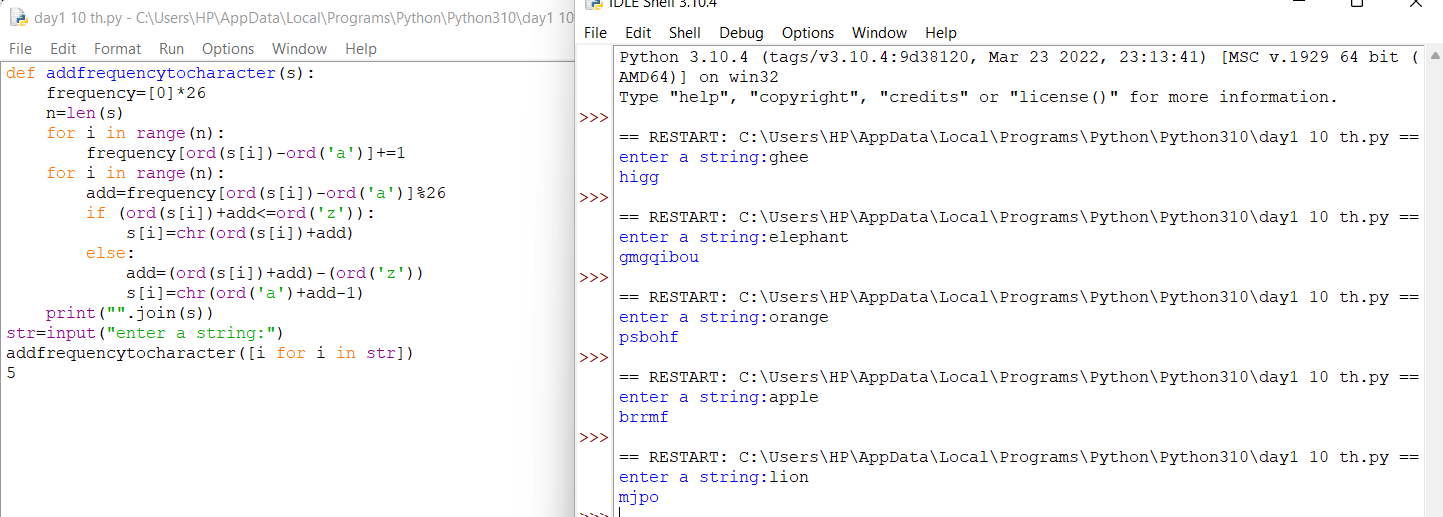 day1 10 th.py - C:\Users\HP\AppData\Local\Programs\Python\Python310\day1 10
File Edit Format Run Options Window Help
def addfrequencytocharacter(s):
    frequency=[0]*26
    n=len(s)
    for i in range(n):
        frequency[ord(s[i])-ord('a')]+=1
    for i in range(n):
        add=frequency[ord(s[i])-ord('a')]%26
        if (ord(s[i])+add<=ord('z')):
            s[i]=chr(ord(s[i])+add)
        else:
            add=(ord(s[i])+add)-(ord('z'))
            s[i]=chr(ord('a')+add-1)
    print("".join(s))
str=input("enter a string:")
addfrequencytocharacter([i for i in str])
5
IDLE Shell 3.10.4
File Edit Shell Debug Options Window Help
Python 3.10.4 (tags/v3.10.4:9d38120, Mar 23 2022, 23:13:41) [MSC v.1929 64 bit (
AMD64)] on win32
Type "help", "copyright", "credits" or "license()" for more information.
>>>
== RESTART: C:\Users\HP\AppData\Local\Programs\Python\Python310\day1 10 th.py ==
enter a string:ghee
higg
>>>
== RESTART: C:\Users\HP\AppData\Local\Programs\Python\Python310\day1 10 th.py ==
enter a string:elephant
gmgqibou
>>>
== RESTART: C:\Users\HP\AppData\Local\Programs\Python\Python310\day1 10 th.py ==
enter a string:orange
psbohf
>>>
== RESTART: C:\Users\HP\AppData\Local\Programs\Python\Python310\day1 10 th.py ==
enter a string:apple
brrmf
>>>
== RESTART: C:\Users\HP\AppData\Local\Programs\Python\Python310\day1 10 th.py ==
enter a string:lion
mjpo
>>>